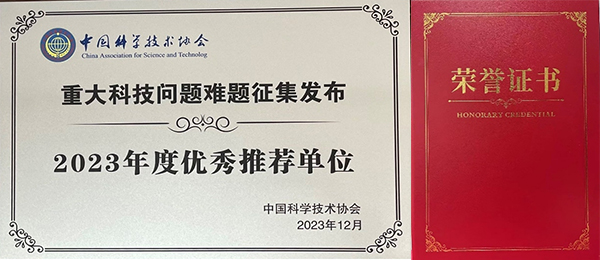 中国科学技术协会
China Association for Science and Technolog
重大科技问题难题征集发布
2023年度优秀推荐单位
中国科学技术协会
2023年12月
荣誉证书
HONORARY CREDENTIAL